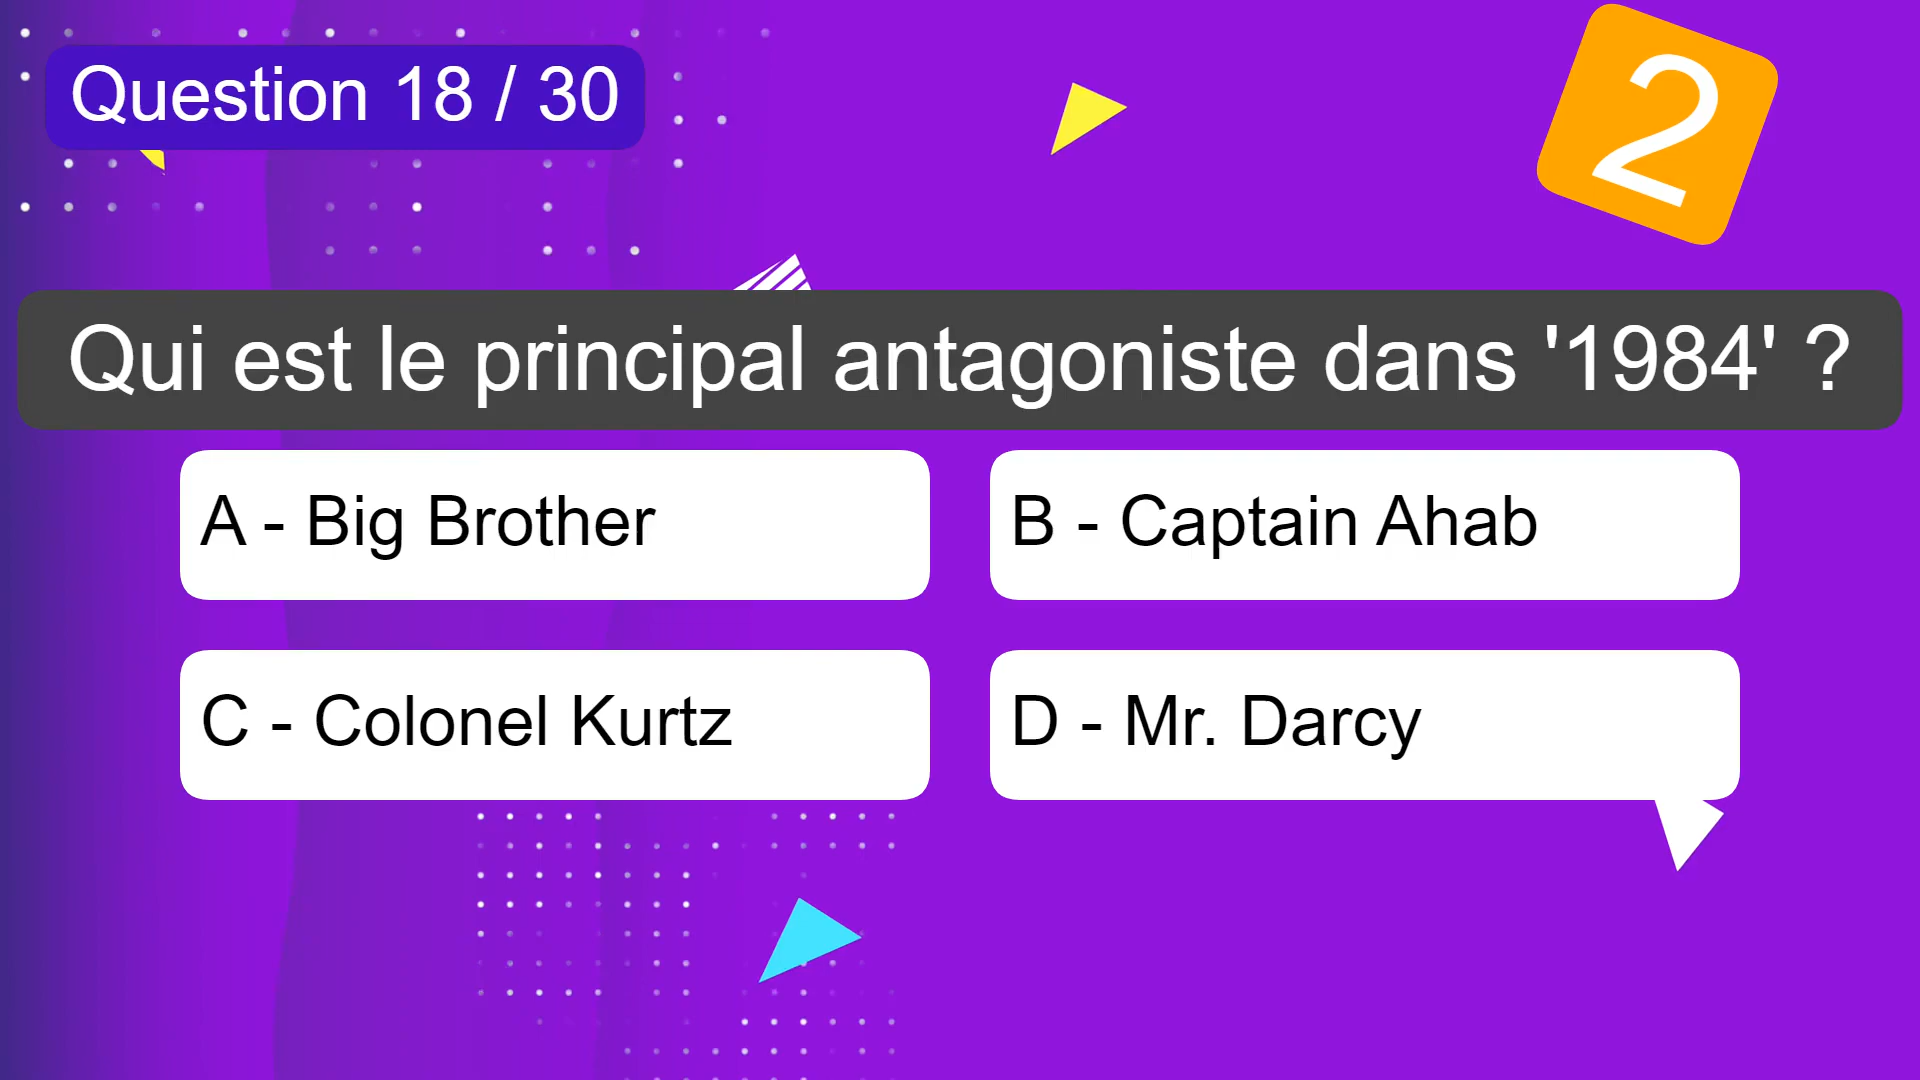 Question 18 / 30
2
Qui est le principal antagoniste dans '1984' ?
A - Big Brother
B - Captain Ahab
C - Colonel Kurtz
D - Mr. Darcy